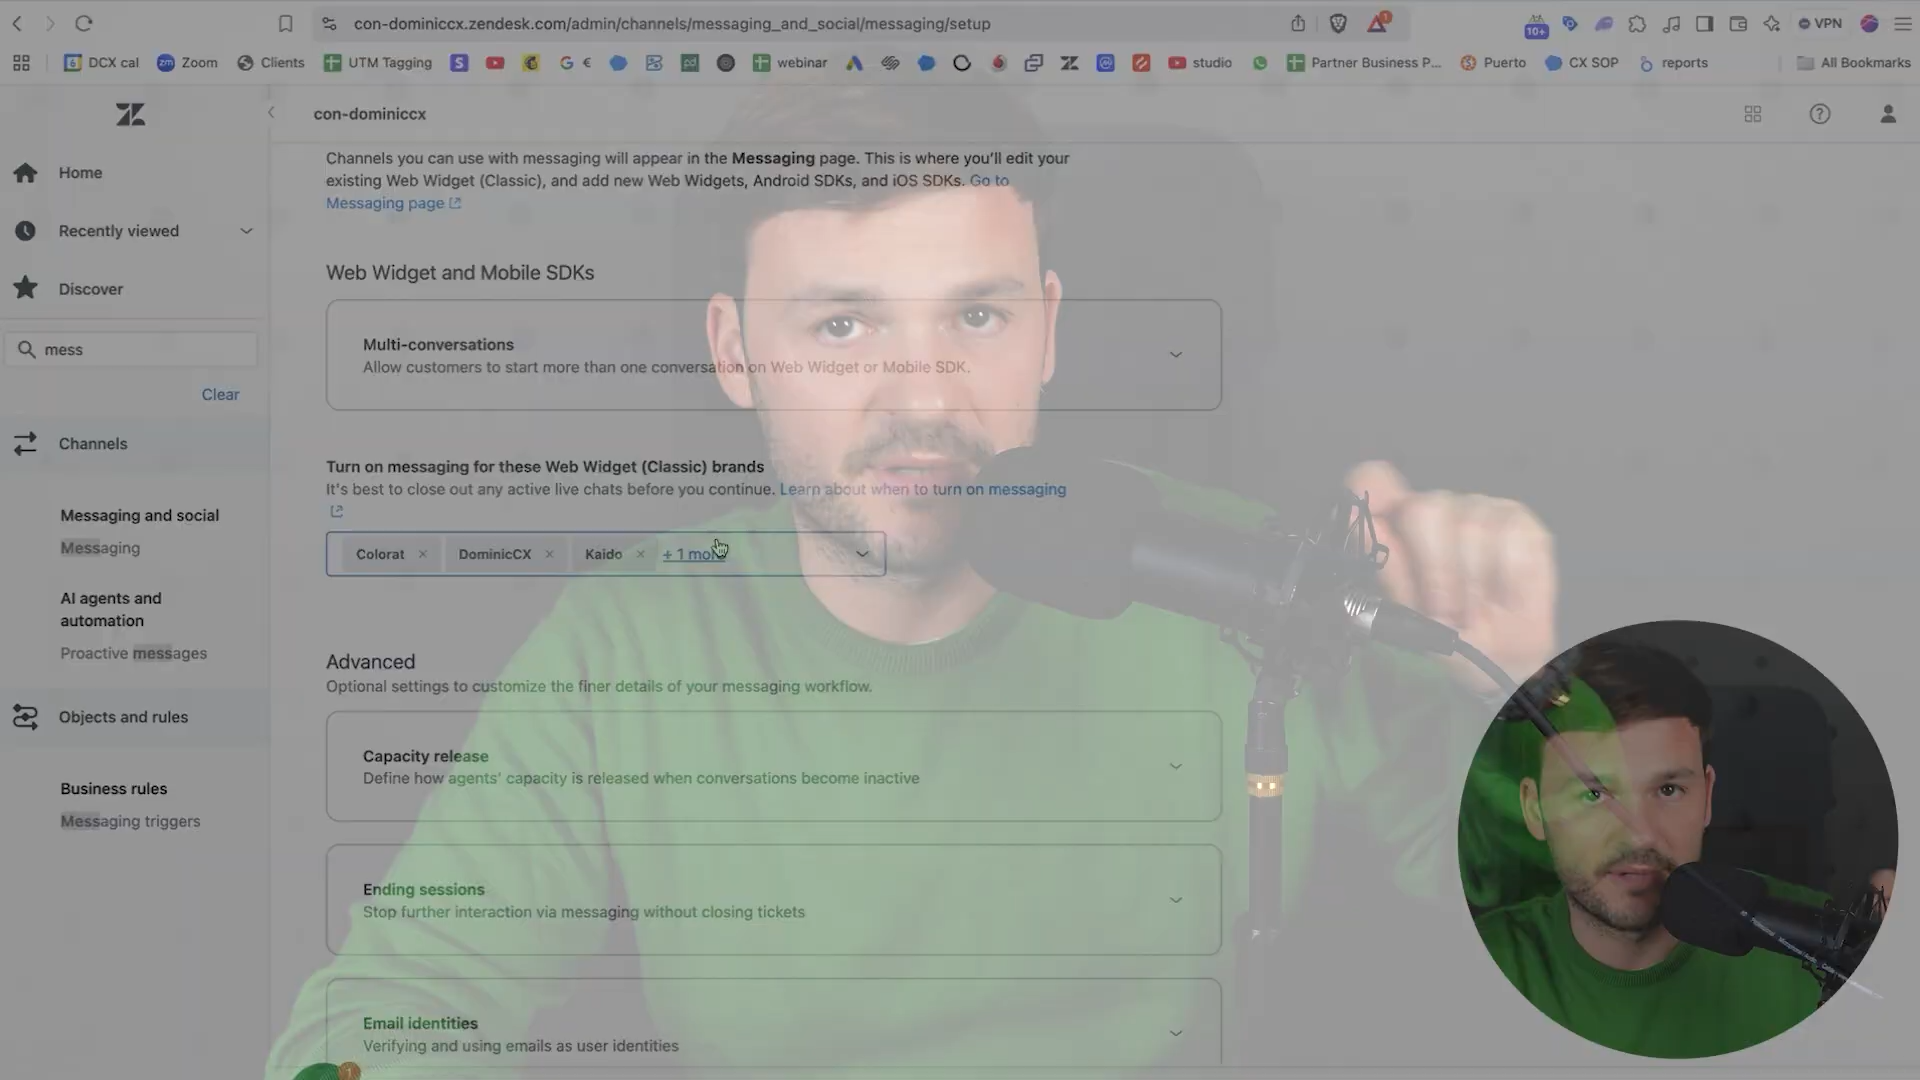 con-dominiccx.zendesk.com/admin/channels/messaging_and_social/messaging/setup
10+
VPN
DCX cal
Zoom
Clients
UTM Tagging
G €
webinar
studio
Partner Business P...
Puerto
CX SOP
reports
All Bookmarks
con-dominiccx
Home
Recently viewed
Discover
mess
Clear
Channels
Messaging and social
Messaging
AI agents and
automation
Proactive messages
Objects and rules
Business rules
Messaging triggers
Channels you can use with messaging will appear in the Messaging page. This is where you'll edit your
existing Web Widget (Classic), and add new Web Widgets, Android SDKs, and iOS SDKs. Go to
Messaging page
Web Widget and Mobile SDKs
Multi-conversations
Allow customers to start more than one conversation on Web Widget or Mobile SDK.
Turn on messaging for these Web Widget (Classic) brands
It's best to close out any active live chats before you continue. Learn about when to turn on messaging
Colorat × DominicCX × Kaido × + 1 more
Advanced
Optional settings to customize the finer details of your messaging workflow.
Capacity release
Define how agents' capacity is released when conversations become inactive
Ending sessions
Stop further interaction via messaging without closing tickets
Email identities
Verifying and using emails as user identities